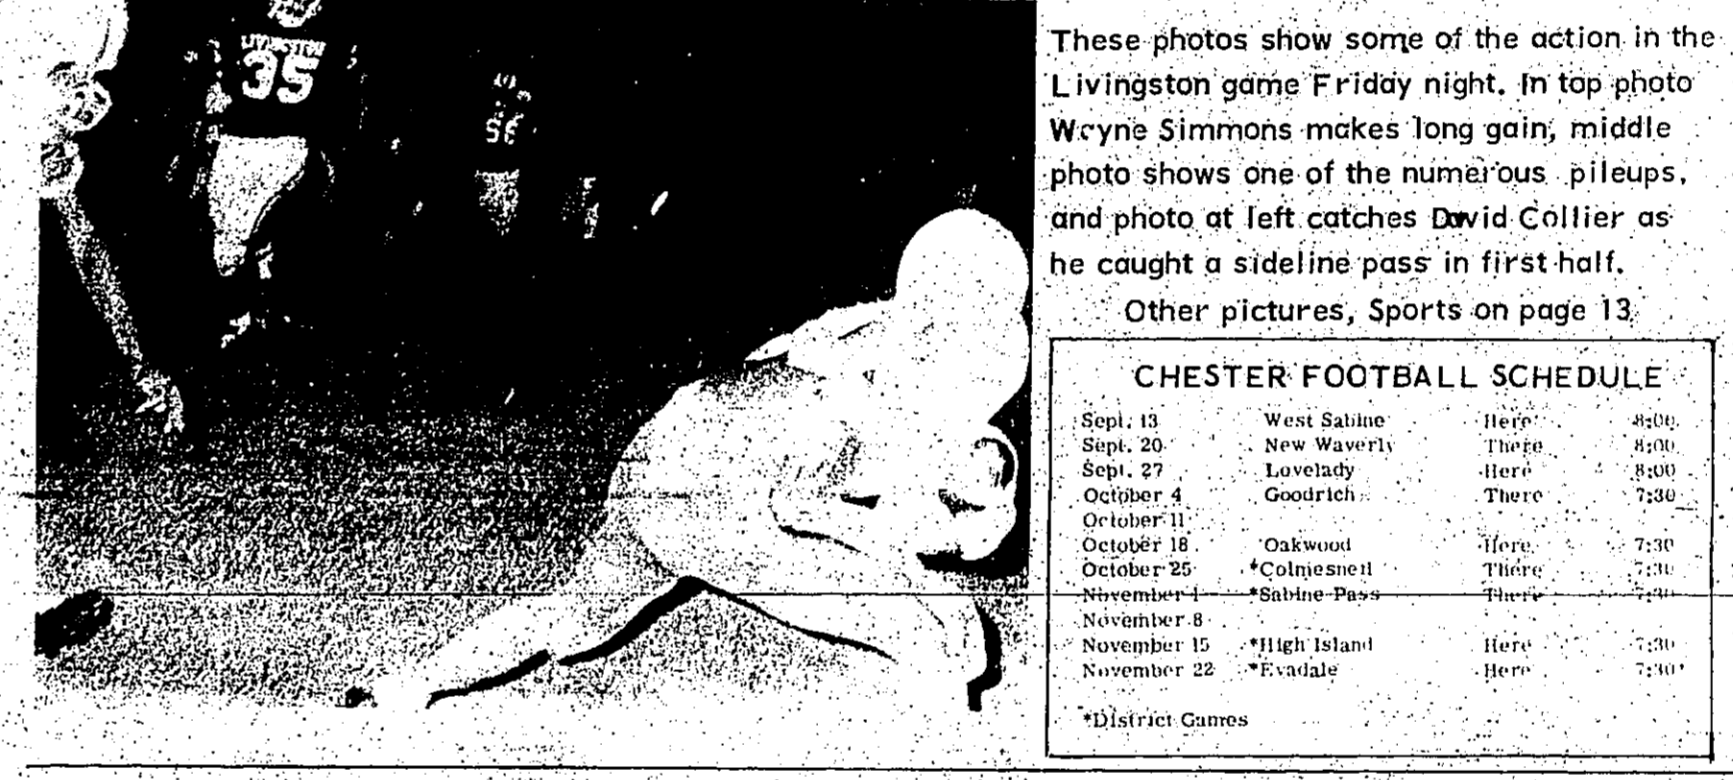 LIVINGSTON
35
56
These photos show some of the action in the
Livingston game Friday night. In top photo
Wayne Simmons makes long gain, middle
photo shows one of the numerous pileups,
and photo at left catches David Collier as
he caught a sideline pass in first half.
Other pictures, Sports on page 13
CHESTER FOOTBALL SCHEDULE
Sept. 13 West Sabine Here 8:00
Sept. 20 New Waverly There 8:00
Sept. 27 Lovelady Here 8:00
October 4 Goodrich There 7:30
October 11
October 18 Oakwood Here 7:30
October 25 *Colmesneil There 7:30
November 1 *Sabine Pass There 7:30
November 8
November 15 *High Island Here 7:30
November 22 *Evadale Here 7:30
*District Games